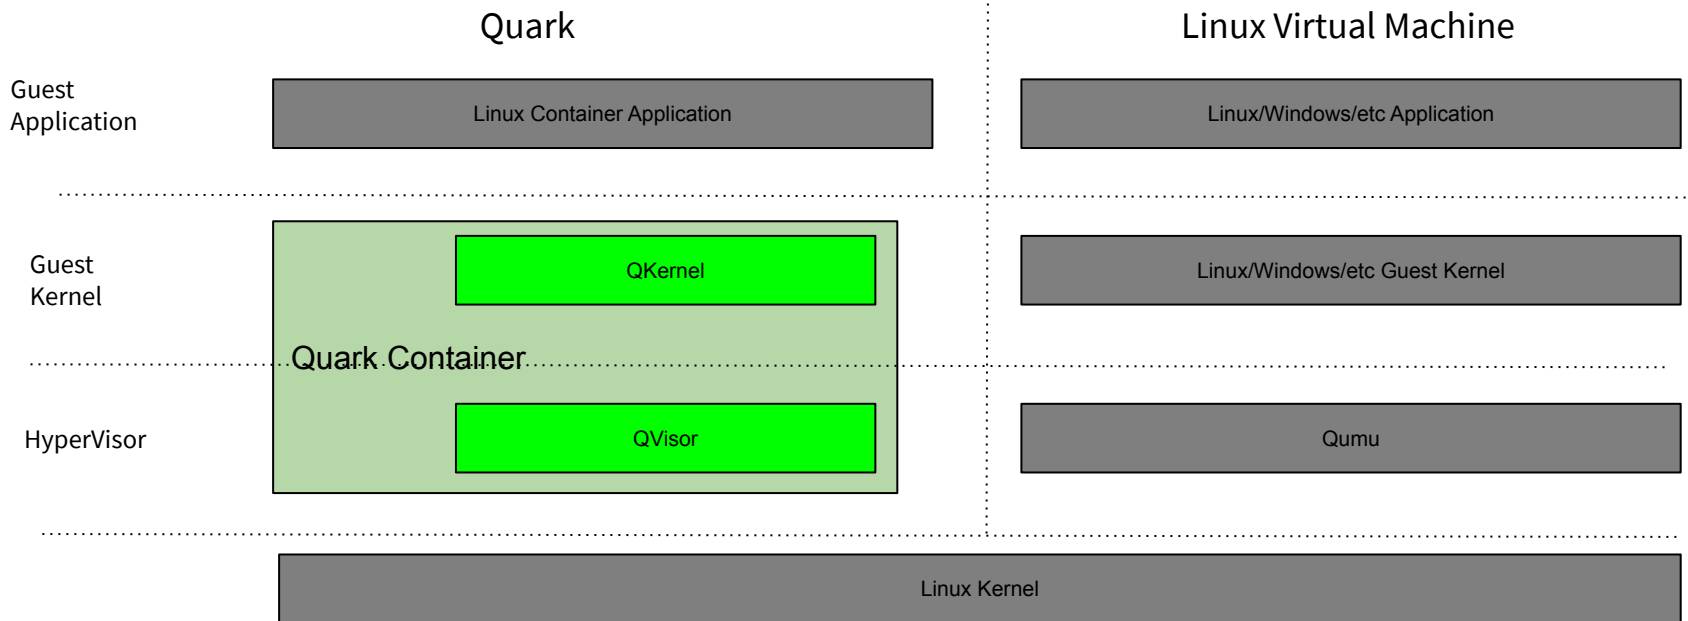 Quark
Linux Virtual Machine
Guest
Application
Linux Container Application
Linux/Windows/etc Application
Guest
Kernel
QKernel
Linux/Windows/etc Guest Kernel
Quark Container
HyperVisor
QVisor
Qumu
Linux Kernel